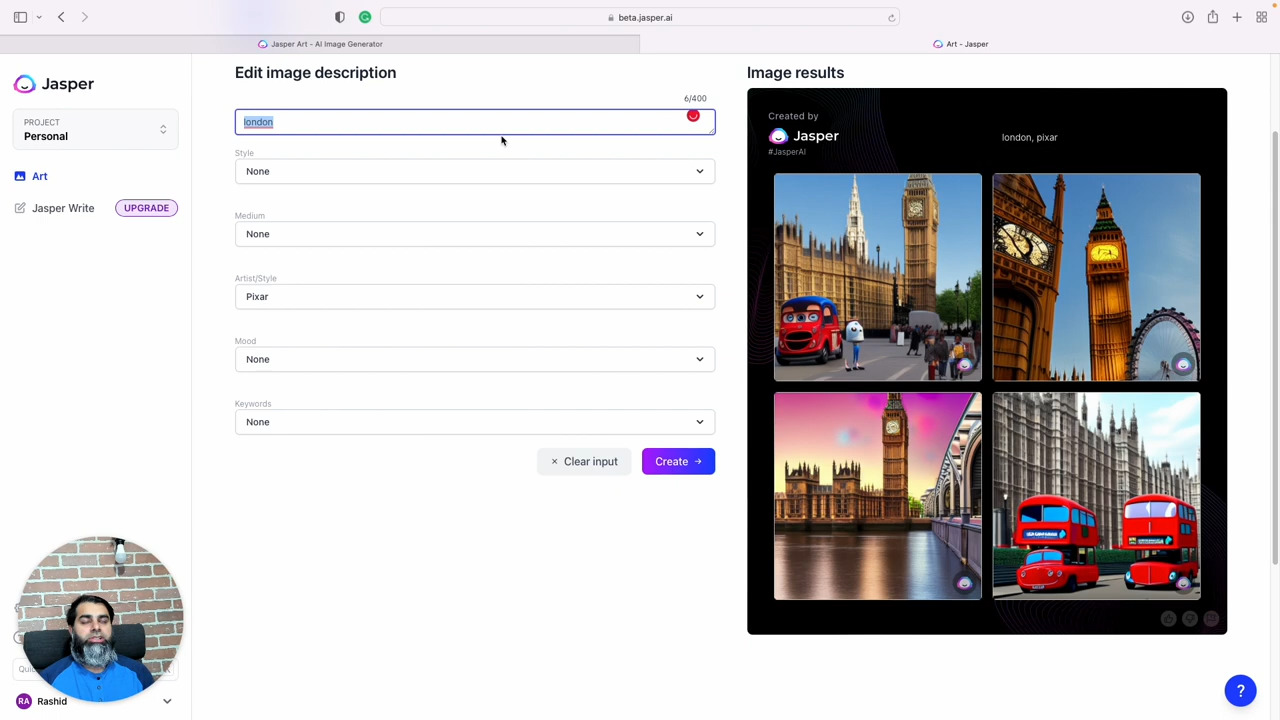 beta.jasper.ai
Jasper Art - AI Image Generator
Art - Jasper
Jasper
PROJECT
Personal
Art
Jasper Write
UPGRADE
RA
Rashid
Edit image description
6/400
london
Style
None
Medium
None
Artist/Style
Pixar
Mood
None
Keywords
None
× Clear input
Create →
Image results
Created by
Jasper
#JasperAI
london, pixar
?